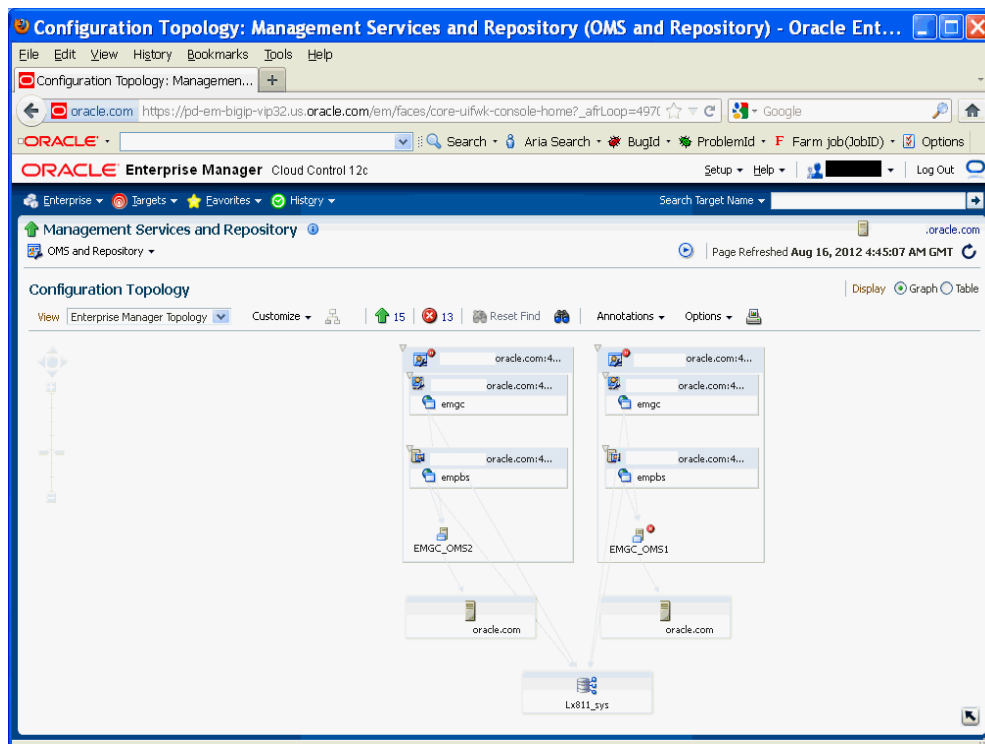 Configuration Topology: Management Services and Repository (OMS and Repository) - Oracle Ent...
File Edit View History Bookmarks Tools Help
Configuration Topology: Managemen... +
oracle.com https://pd-em-bigip-vip32.us.oracle.com/em/faces/core-uifwk-console-home?_afrLoop=497( Google
ORACLE Search Aria Search BugId ProblemId F Farm job(JobID) Options
ORACLE Enterprise Manager Cloud Control 12c Setup Help Log Out
Enterprise Targets Favorites History Search Target Name
Management Services and Repository .oracle.com
OMS and Repository Page Refreshed Aug 16, 2012 4:45:07 AM GMT
Configuration Topology Display Graph Table
View Enterprise Manager Topology Customize 15 13 Reset Find Annotations Options
oracle.com:4... oracle.com:4...
oracle.com:4... oracle.com:4...
emgc emgc
oracle.com:4... oracle.com:4...
empbs empbs
EMGC_OMS2 EMGC_OMS1
oracle.com oracle.com
Lx811_sys